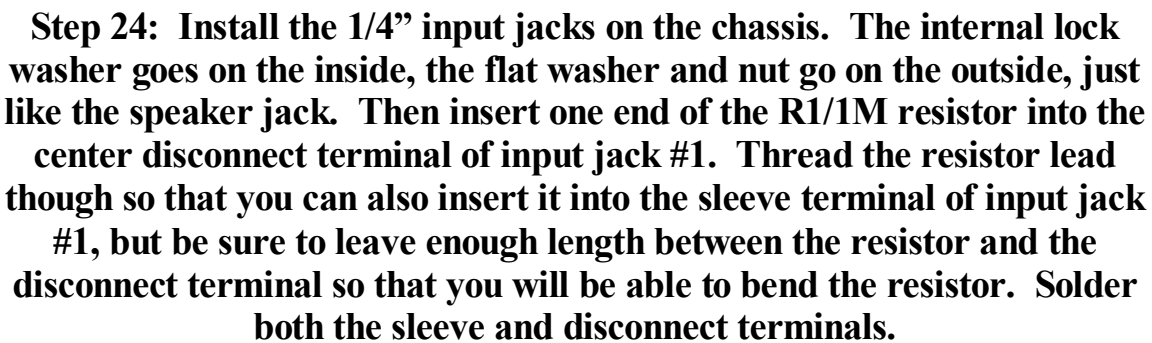 Step 24:  Install the 1/4” input jacks on the chassis.  The internal lock
washer goes on the inside, the flat washer and nut go on the outside, just
like the speaker jack.  Then insert one end of the R1/1M resistor into the
center disconnect terminal of input jack #1.  Thread the resistor lead
though so that you can also insert it into the sleeve terminal of input jack
#1, but be sure to leave enough length between the resistor and the
disconnect terminal so that you will be able to bend the resistor.  Solder
both the sleeve and disconnect terminals.